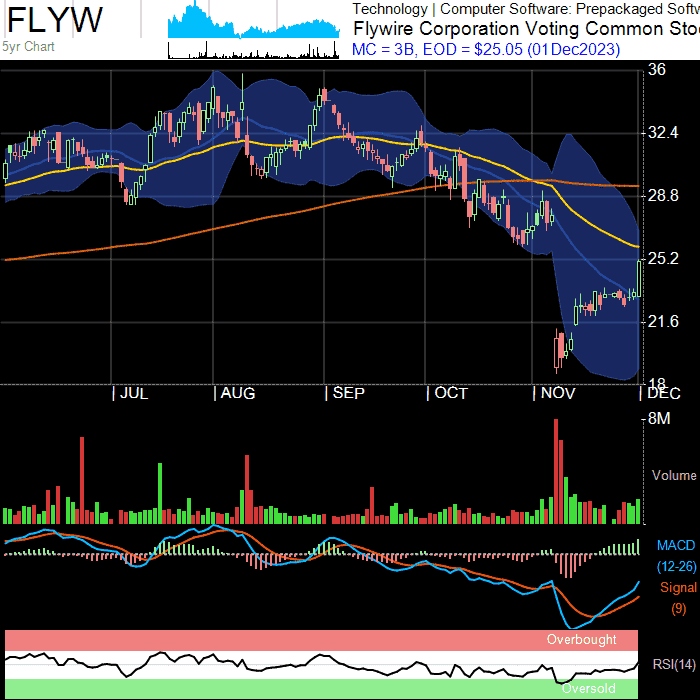 FLYW
5yr Chart
Technology | Computer Software: Prepackaged Softw
Flywire Corporation Voting Common Sto
MC = 3B, EOD = $25.05 (01Dec2023)
36
32.4
28.8
25.2
21.6
18
JUL AUG SEP OCT NOV DEC
8M
Volume
MACD
(12-26)
Signal
(9)
Overbought
RSI(14)
Oversold